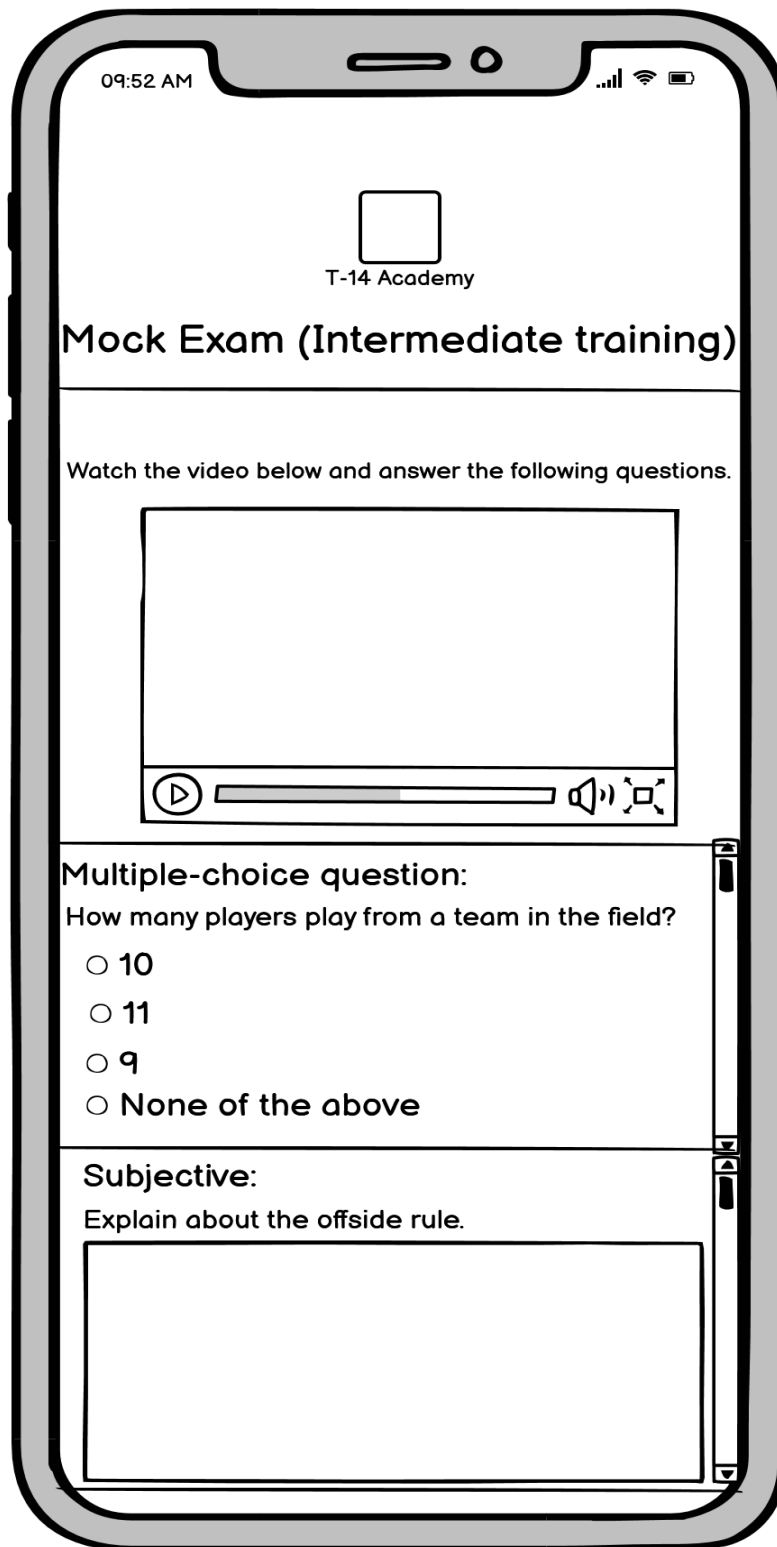 09:52 AM
T-14 Academy
Mock Exam (Intermediate training)
Watch the video below and answer the following questions.
Multiple-choice question:
How many players play from a team in the field?
10
11
9
None of the above
Subjective:
Explain about the offside rule.